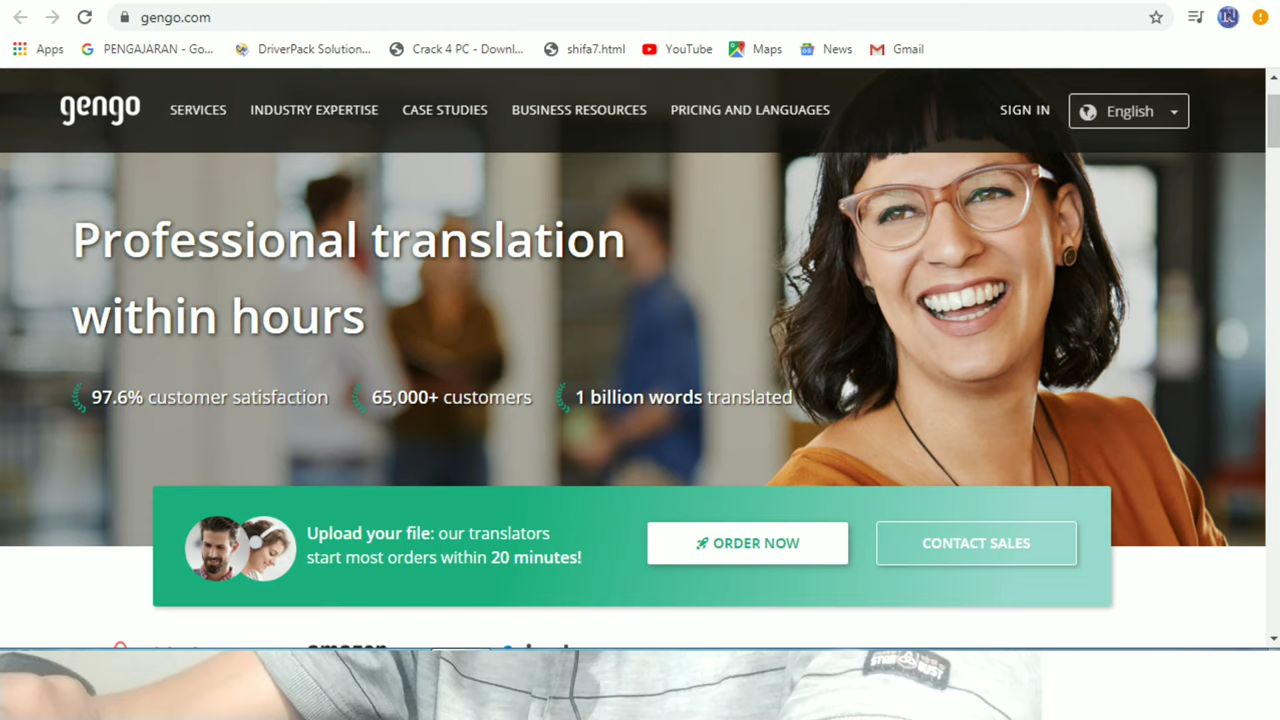 gengo.com
Apps PENGAJARAN - Go... DriverPack Solution... Crack 4 PC - Downl... shifa7.html YouTube Maps News Gmail
gengo SERVICES INDUSTRY EXPERTISE CASE STUDIES BUSINESS RESOURCES PRICING AND LANGUAGES SIGN IN English
Professional translation
within hours
97.6% customer satisfaction 65,000+ customers 1 billion words translated
Upload your file: our translators
start most orders within 20 minutes!
ORDER NOW CONTACT SALES
amazon